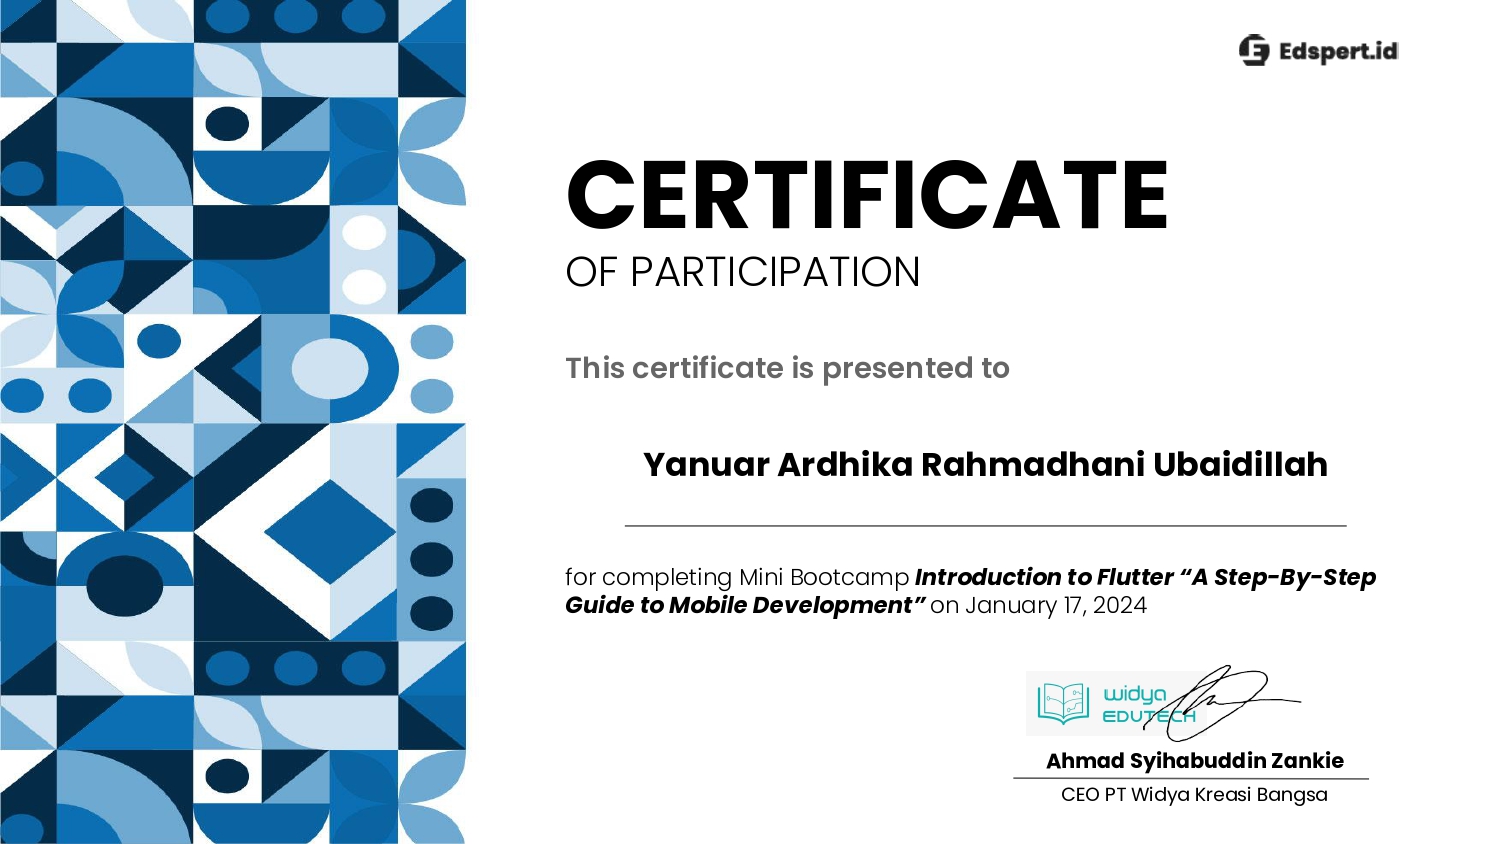 Edspert.id
CERTIFICATE
OF PARTICIPATION
This certificate is presented to
Yanuar Ardhika Rahmadhani Ubaidillah
for completing Mini Bootcamp Introduction to Flutter “A Step-By-Step
Guide to Mobile Development” on January 17, 2024
widya
EDUTECH
Ahmad Syihabuddin Zankie
CEO PT Widya Kreasi Bangsa